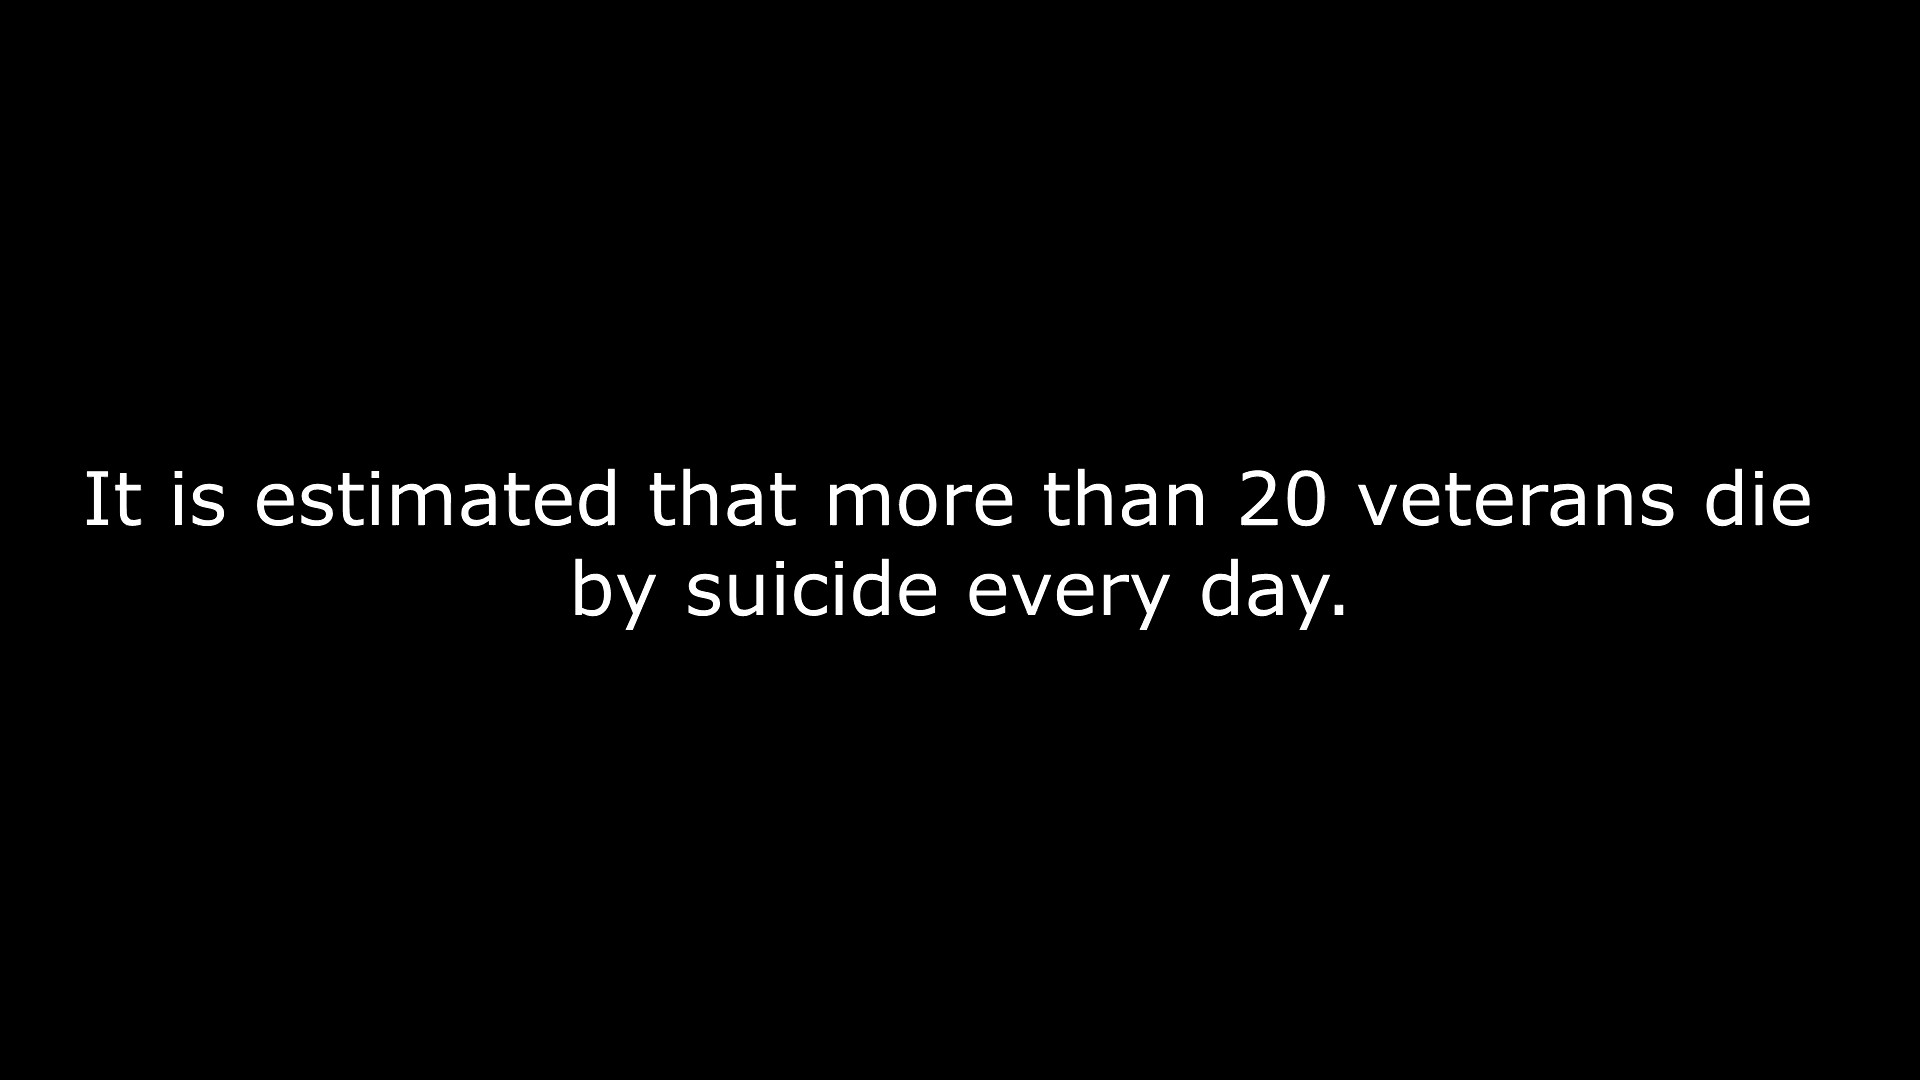 It is estimated that more than 20 veterans die
by suicide every day.